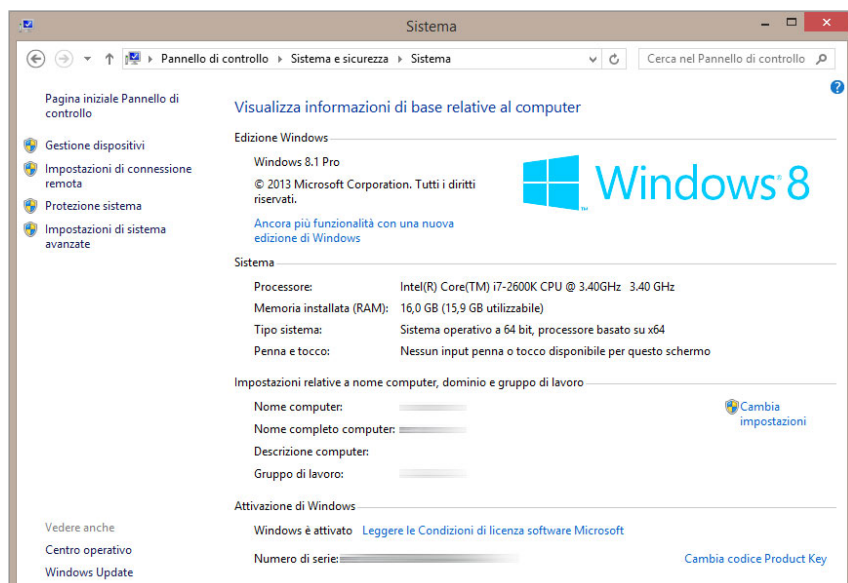 Sistema
Pannello di controllo Sistema e sicurezza Sistema
Cerca nel Pannello di controllo
Pagina iniziale Pannello di
controllo
Gestione dispositivi
Impostazioni di connessione
remota
Protezione sistema
Impostazioni di sistema
avanzate
Vedere anche
Centro operativo
Windows Update
Visualizza informazioni di base relative al computer
Edizione Windows
Windows 8.1 Pro
© 2013 Microsoft Corporation. Tutti i diritti
riservati.
Ancora più funzionalità con una nuova
edizione di Windows
Windows 8
Sistema
Processore: Intel(R) Core(TM) i7-2600K CPU @ 3.40GHz 3.40 GHz
Memoria installata (RAM): 16,0 GB (15,9 GB utilizzabile)
Tipo sistema: Sistema operativo a 64 bit, processore basato su x64
Penna e tocco: Nessun input penna o tocco disponibile per questo schermo
Impostazioni relative a nome computer, dominio e gruppo di lavoro
Nome computer:
Nome completo computer:
Descrizione computer:
Gruppo di lavoro:
Cambia
impostazioni
Attivazione di Windows
Windows è attivato Leggere le Condizioni di licenza software Microsoft
Numero di serie: Cambia codice Product Key